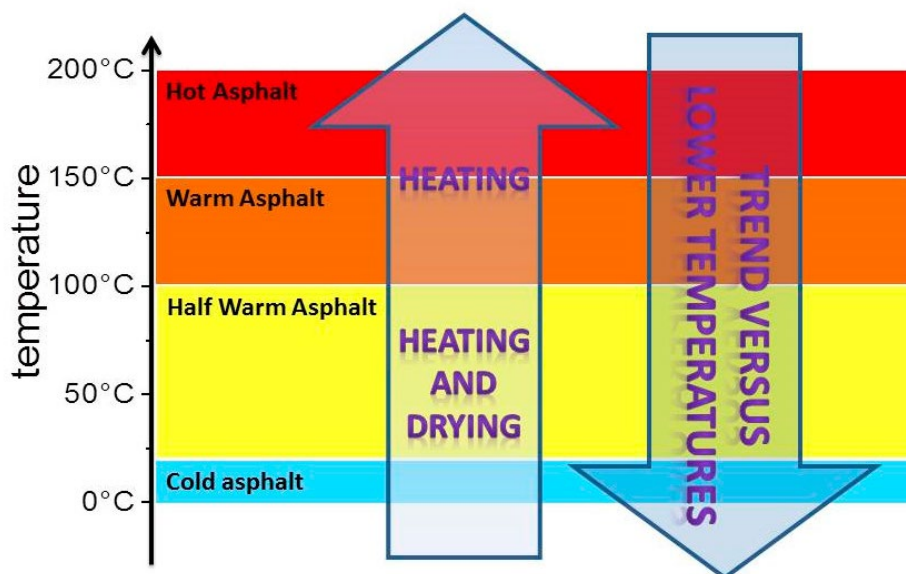 temperature
200°C
Hot Asphalt
150°C
Warm Asphalt
100°C
Half Warm Asphalt
50°C
Cold asphalt
0°C
HEATING
HEATING
AND
DRYING
TREND VERSUS
LOWER TEMPERATURES